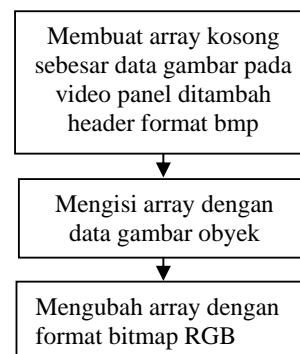 Membuat array kosong
sebesar data gambar pada
video panel ditambah
header format bmp
Mengisi array dengan
data gambar obyek
Mengubah array dengan
format bitmap RGB